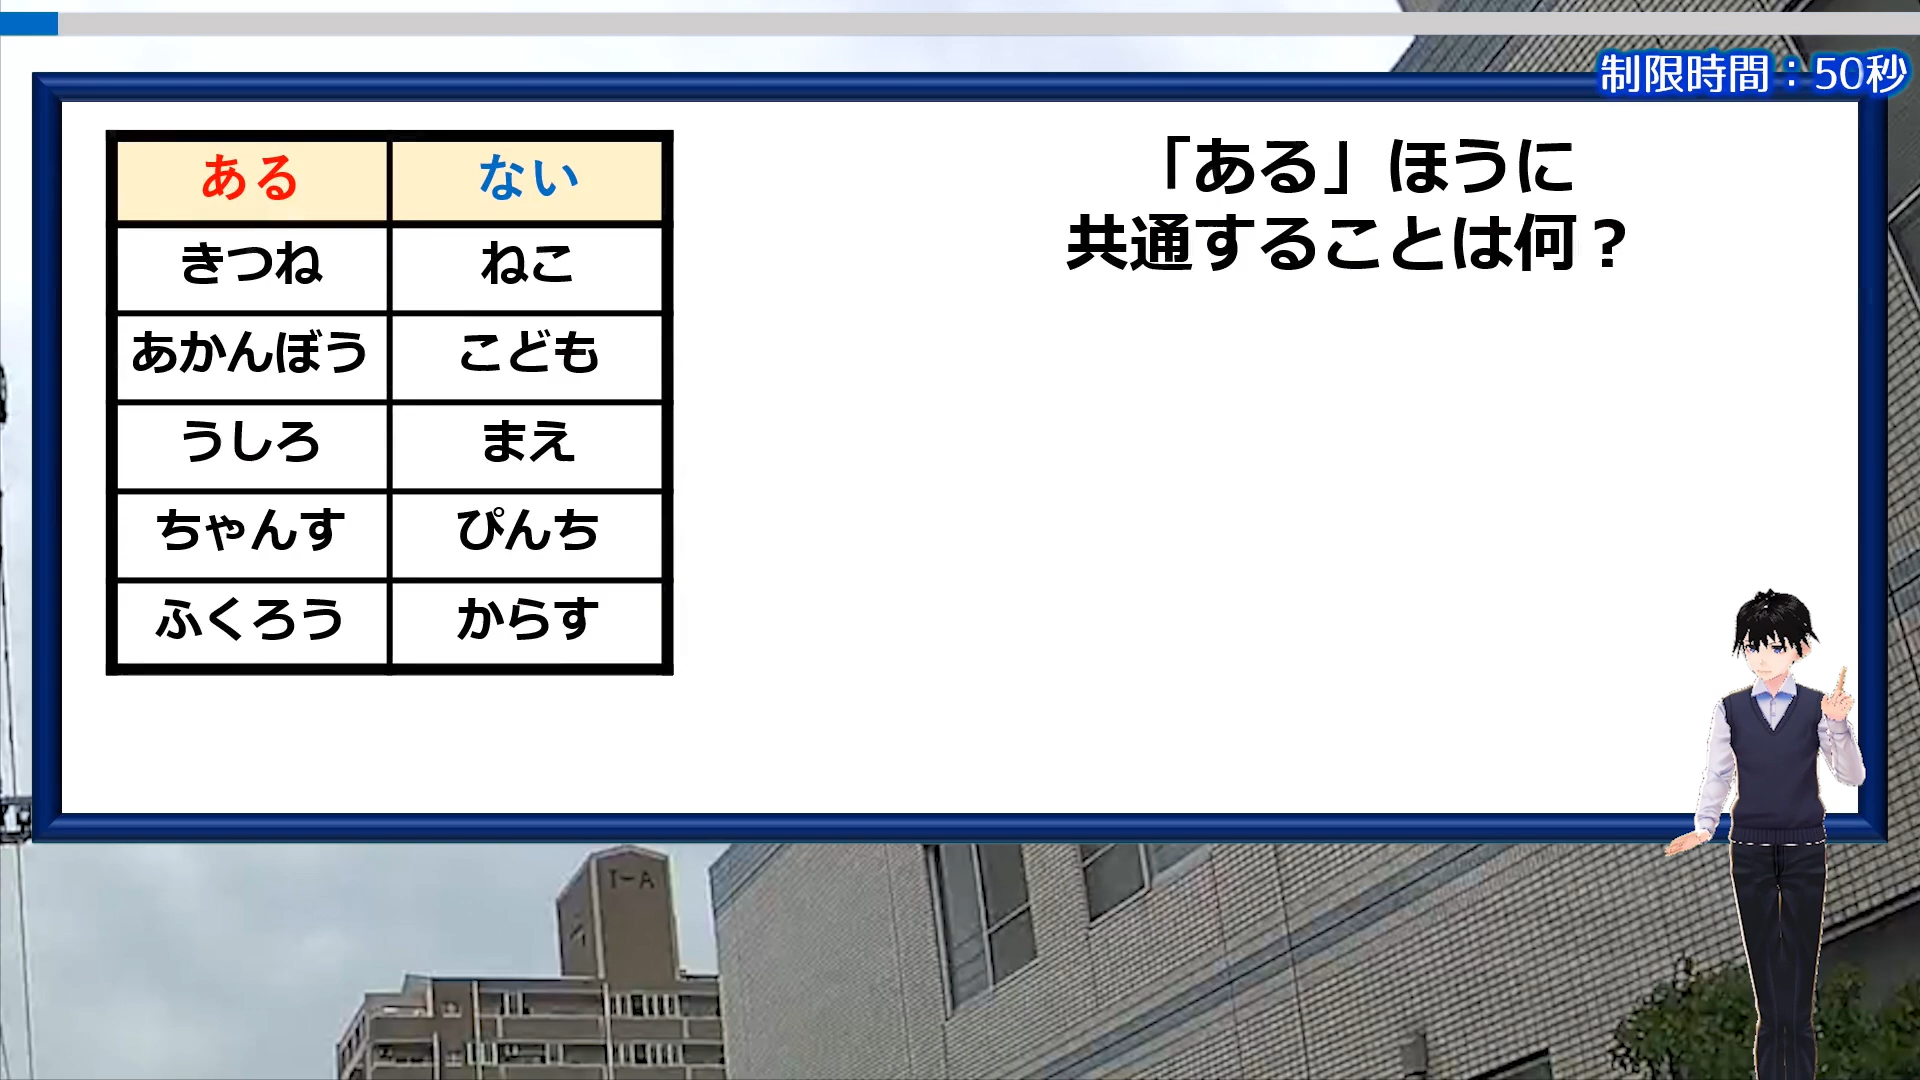 制限時間：50秒
「ある」ほうに
共通することは何？
ある ない
きつね ねこ
あかんぼう こども
うしろ まえ
ちゃんす ぴんち
ふくろう からす
T-A